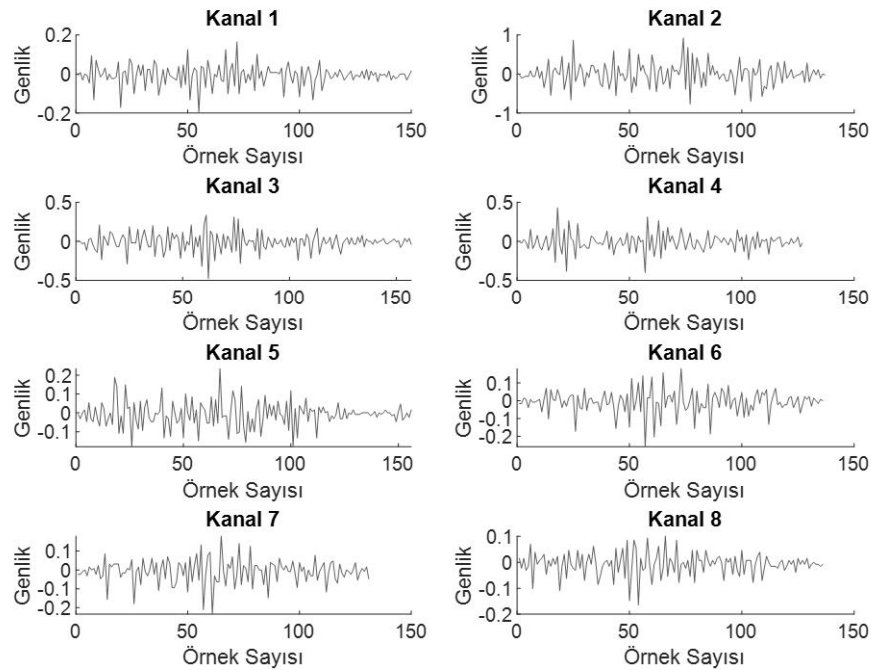 Kanal 1
0.2
0
-0.2
Genlik
0 50 100 150
Örnek Sayısı
Kanal 2
1
0
-1
Genlik
0 50 100 150
Örnek Sayısı
Kanal 3
0.5
0
-0.5
Genlik
0 50 100 150
Örnek Sayısı
Kanal 4
0.5
0
-0.5
Genlik
0 50 100 150
Örnek Sayısı
Kanal 5
0.2
0.1
0
-0.1
Genlik
0 50 100 150
Örnek Sayısı
Kanal 6
0.1
0
-0.1
-0.2
Genlik
0 50 100 150
Örnek Sayısı
Kanal 7
0.1
0
-0.1
-0.2
Genlik
0 50 100 150
Örnek Sayısı
Kanal 8
0.1
0
-0.1
-0.2
Genlik
0 50 100 150
Örnek Sayısı